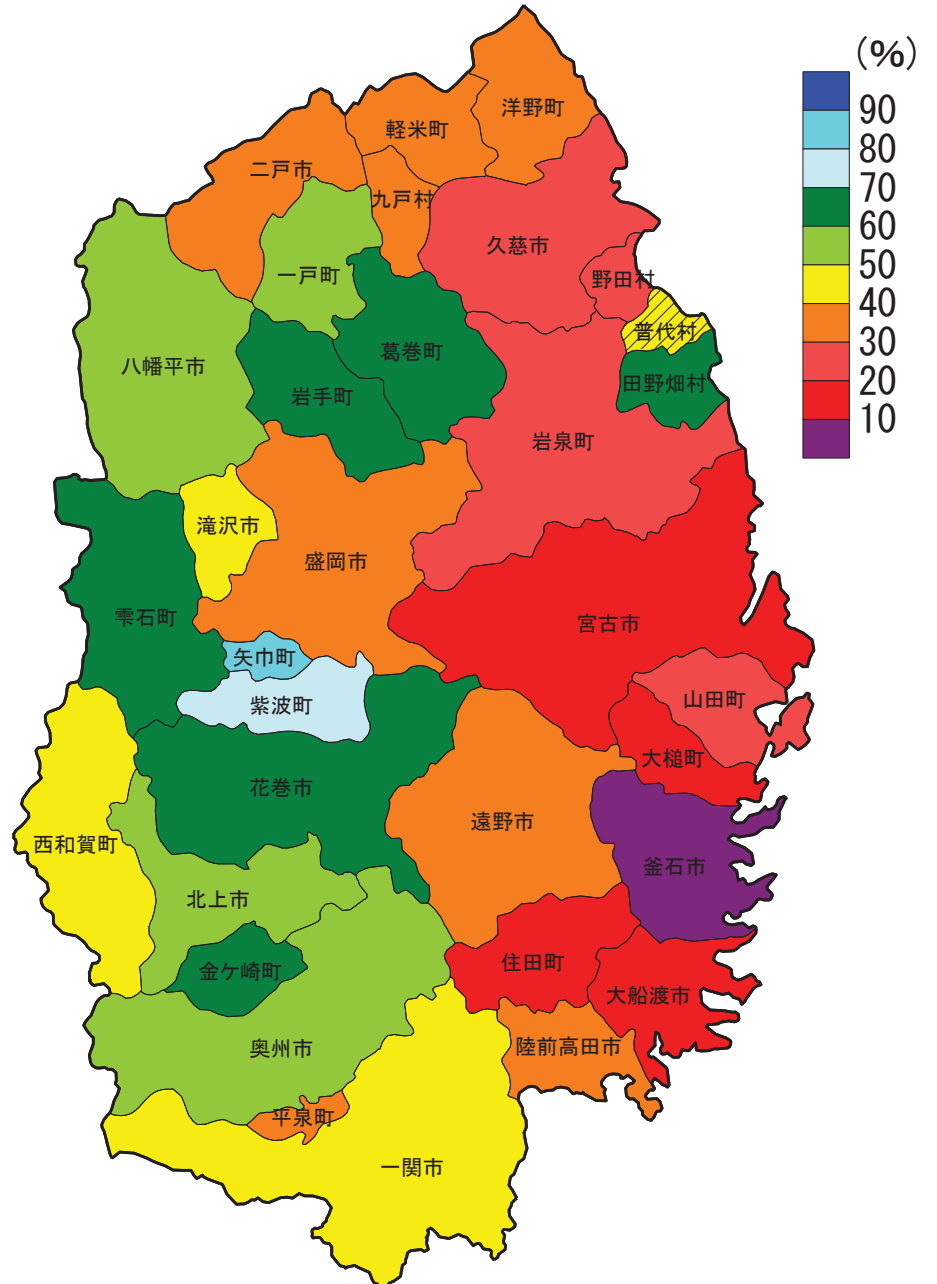 (%)
90
80
70
60
50
40
30
20
10
洋野町
軽米町
二戸市
九戸村
久慈市
一戸町
野田村
普代村
葛巻町
八幡平市
田野畑村
岩手町
岩泉町
滝沢市
盛岡市
雫石町
宮古市
矢巾町
紫波町
山田町
大槌町
花巻市
遠野市
西和賀町
釜石市
北上市
住田町
金ケ崎町
大船渡市
奥州市
陸前高田市
平泉町
一関市